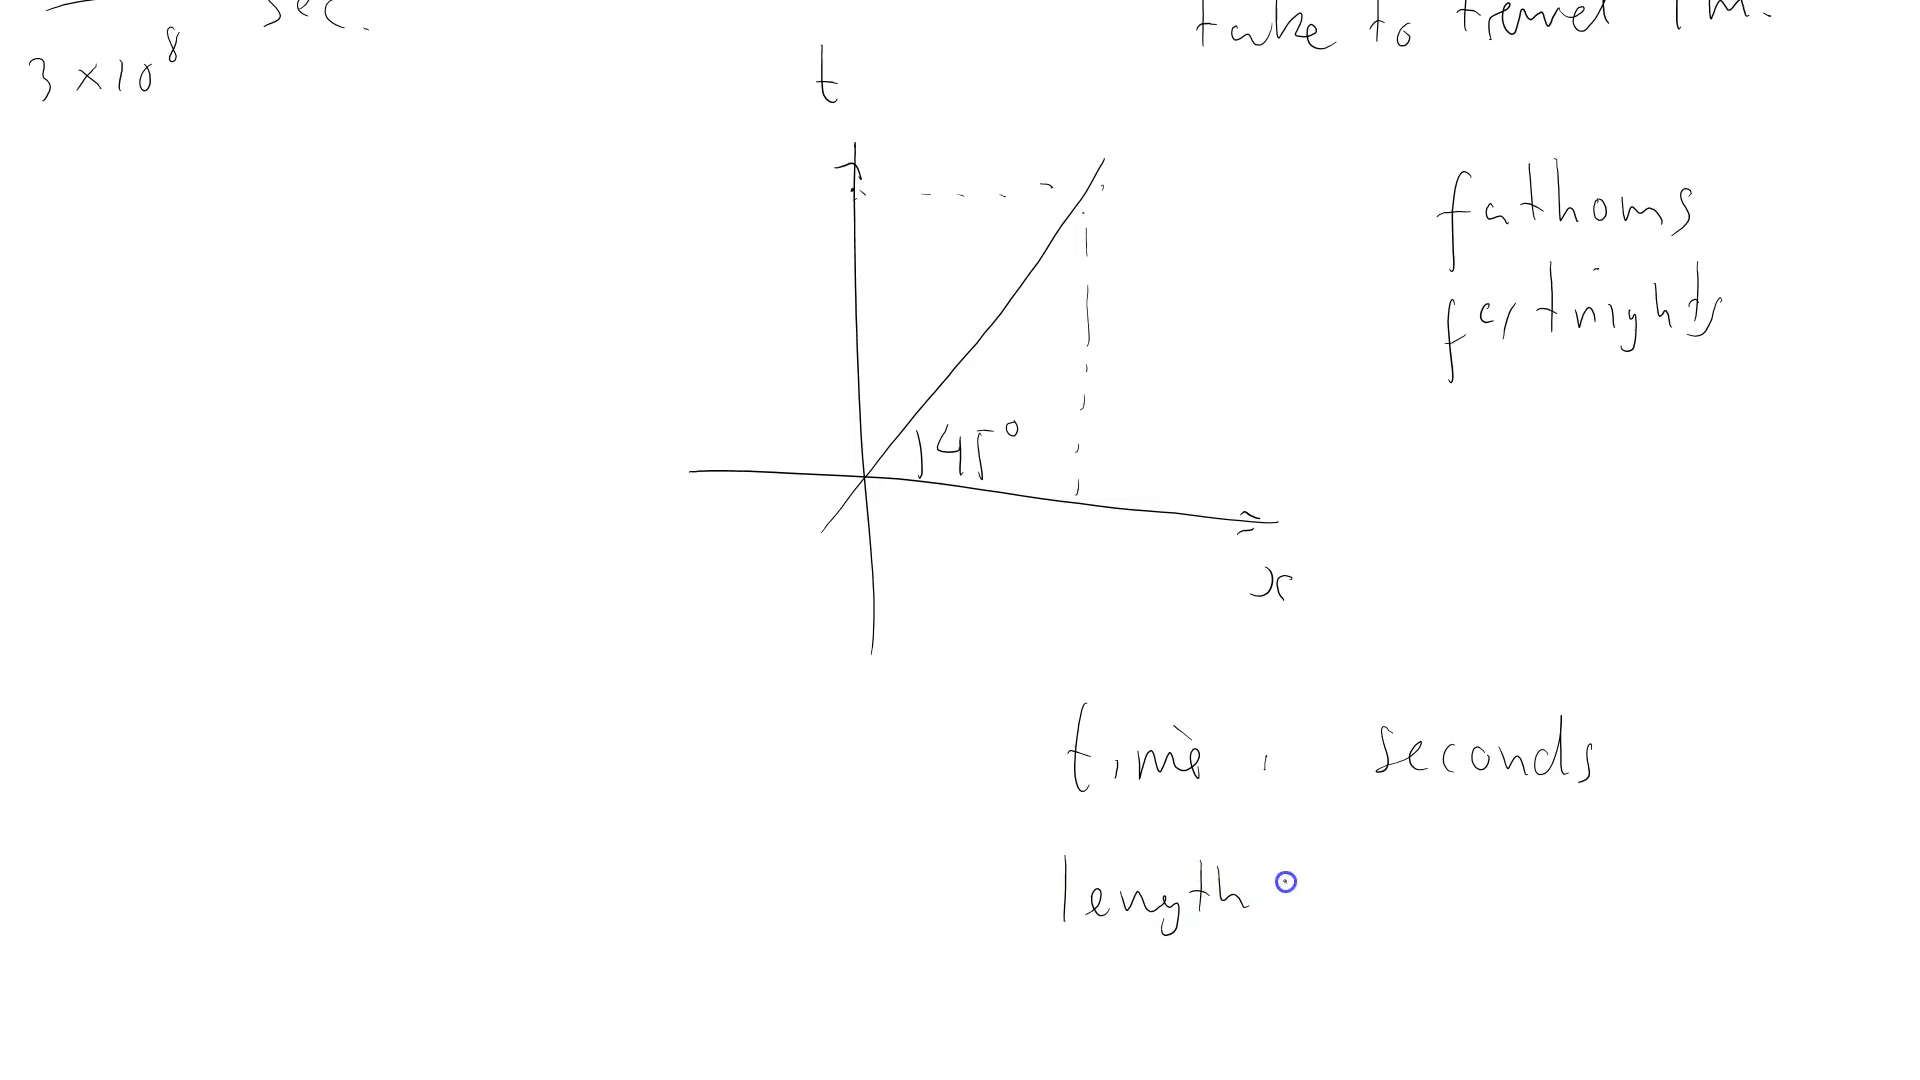 sec.
take to travel 1m.
3 × 10⁸
t
fathoms
fortnights
45°
x
time : seconds
length